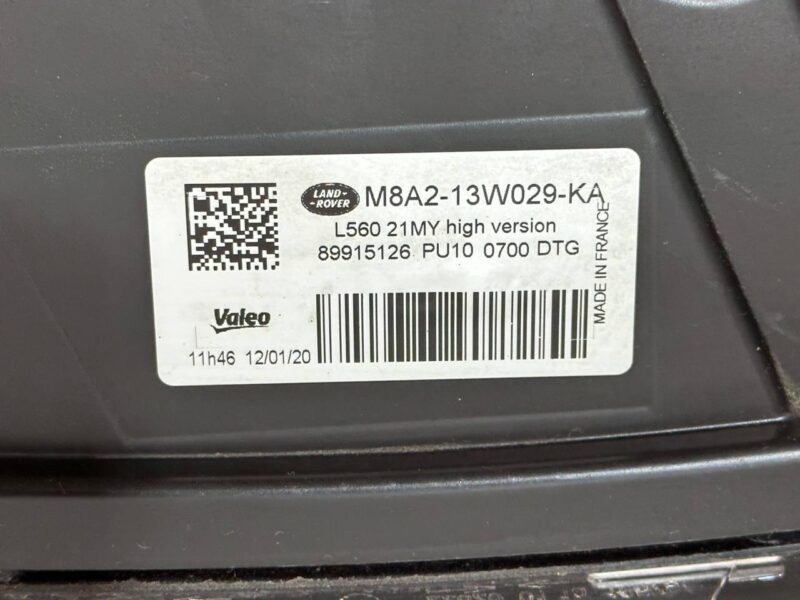 LAND-
-ROVER
M8A2-13W029-KA
L560 21MY high version
89915126 PU10 0700 DTG
MADE IN FRANCE
Valeo
11h46 12/01/20